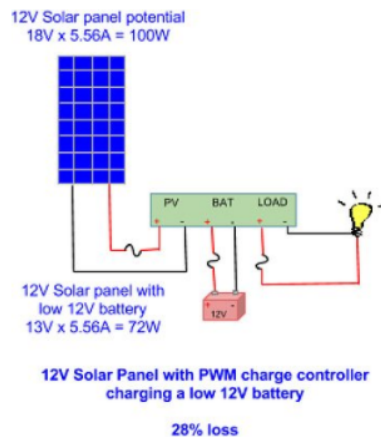 12V Solar panel potential
18V x 5.56A = 100W
PV BAT LOAD
+ - + - + -
12V
12V Solar panel with
low 12V battery
13V x 5.56A = 72W
12V Solar Panel with PWM charge controller
charging a low 12V battery
28% loss